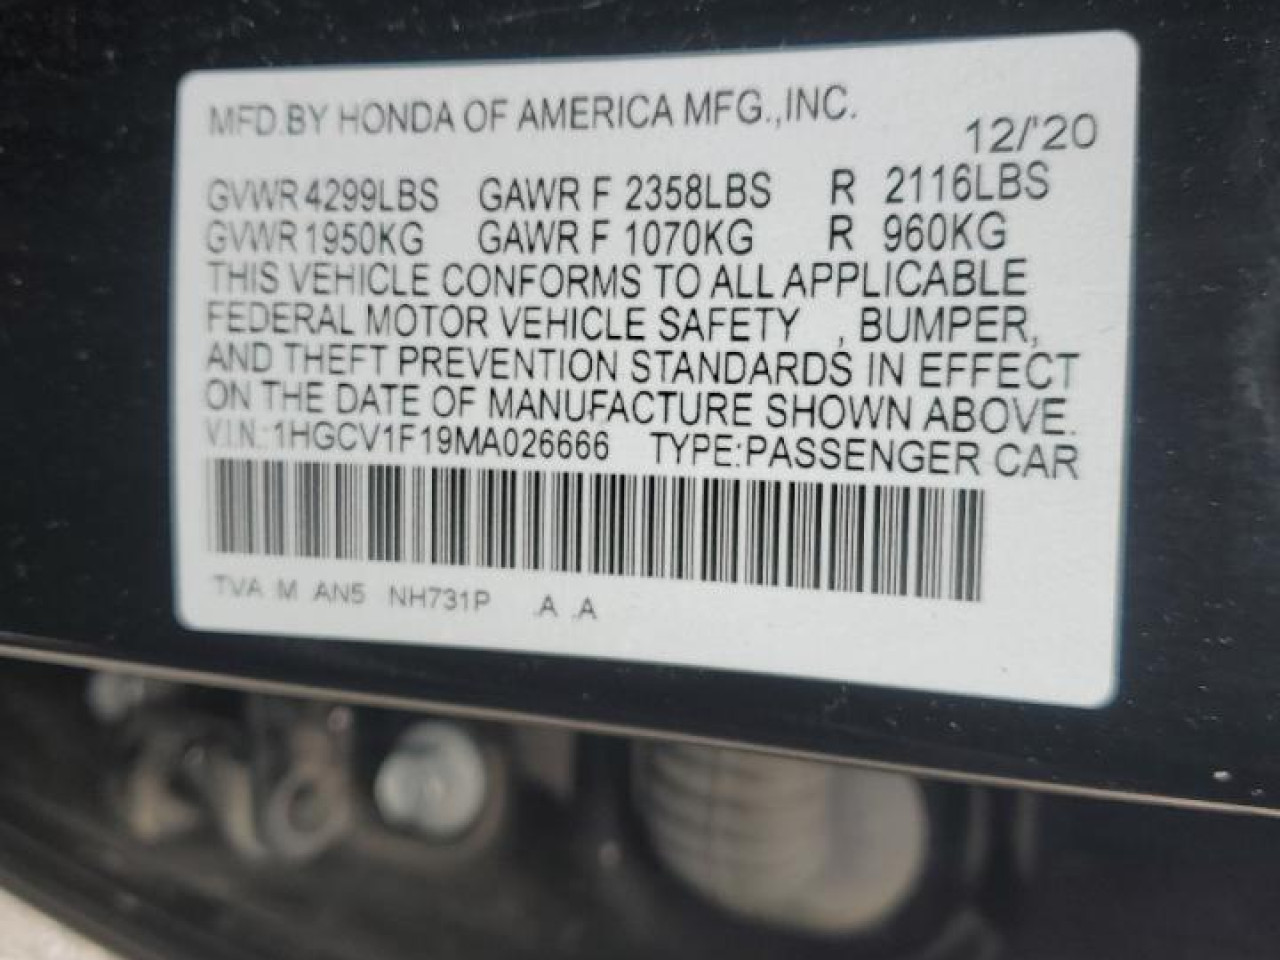 MFD.BY HONDA OF AMERICA MFG.,INC.
12/'20
GVWR 4299LBS GAWR F 2358LBS R 2116LBS
GVWR 1950KG GAWR F 1070KG R 960KG
THIS VEHICLE CONFORMS TO ALL APPLICABLE
FEDERAL MOTOR VEHICLE SAFETY , BUMPER,
AND THEFT PREVENTION STANDARDS IN EFFECT
ON THE DATE OF MANUFACTURE SHOWN ABOVE.
V.I.N.:1HGCV1F19MA026666 TYPE:PASSENGER CAR
TVA M AN5 NH731P .A .A